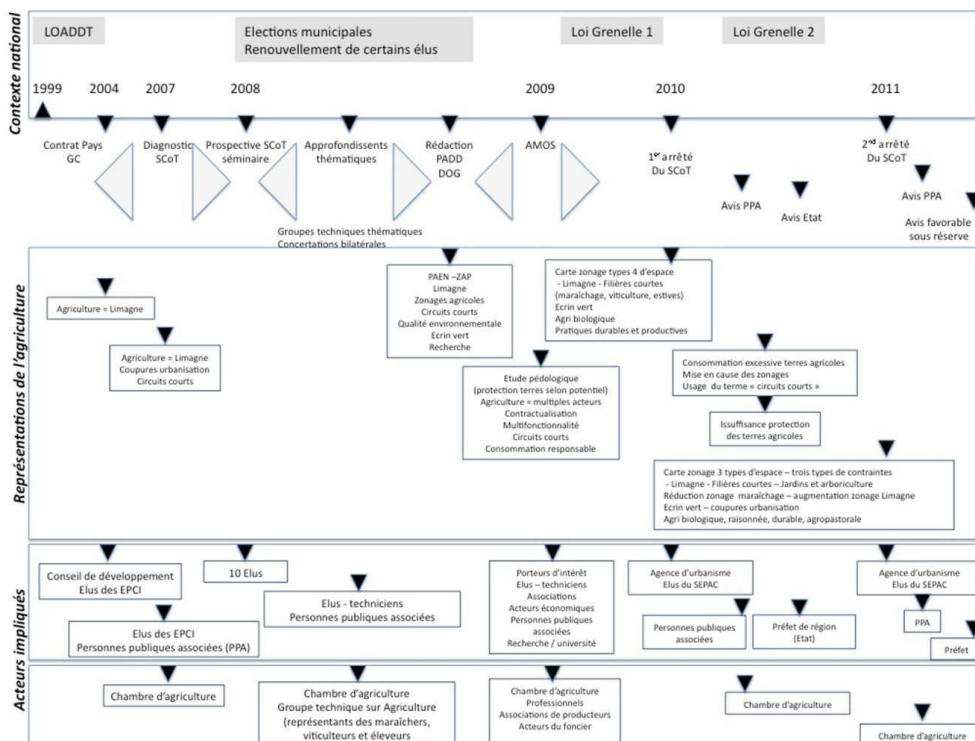 Contexte national
LOADDT
Elections municipales
Renouvellement de certains élus
Loi Grenelle 1
Loi Grenelle 2
1999
2004
2007
2008
2009
2010
2011
Contrat Pays
GC
Diagnostic
SCoT
Prospective SCoT
séminaire
Approfondissents
thématiques
Rédaction
PADD
DOG
AMOS
1er arrêté
Du SCoT
2nd arrêté
Du SCoT
Avis PPA
Avis Etat
Avis PPA
Avis favorable
sous réserve
Groupes techniques thématiques
Concertations bilatérales
Représentations de l'agriculture
Agriculture = Limagne
Agriculture = Limagne
Coupures urbanisation
Circuits courts
PAEN –ZAP
Limagne
Zonages agricoles
Circuits courts
Qualité environnementale
Ecrin vert
Recherche
Etude pédologique
(protection terres selon potentiel)
Agriculture = multiples acteurs
Contractualisation
Multifonctionnalité
Circuits courts
Consommation responsable
Carte zonage types 4 d'espace
- Limagne - Filières courtes
(maraîchage, viticulture, estives)
Ecrin vert
Agri biologique
Pratiques durables et productives
Consommation excessive terres agricoles
Mise en cause des zonages
Usage du terme « circuits courts »
Issuffisance protection
des terres agricoles
Carte zonage 3 types d'espace – trois types de contraintes
- Limagne - Filières courtes – Jardins et arboriculture
Réduction zonage maraîchage – augmentation zonage Limagne
Ecrin vert – coupures urbanisation
Agri biologique, raisonnée, durable, agropastorale
Acteurs impliqués
Conseil de développement
Elus des EPCI
Elus des EPCI
Personnes publiques associées (PPA)
10 Elus
Elus - techniciens
Personnes publiques associées
Porteurs d'intérêt
Elus – techniciens
Associations
Acteurs économiques
Personnes publiques
associées
Recherche / université
Agence d'urbanisme
Elus du SEPAC
Personnes publiques
associées
Préfet de région
(Etat)
Agence d'urbanisme
Elus du SEPAC
PPA
Préfet
Chambre d'agriculture
Chambre d'agriculture
Groupe technique sur Agriculture
(représentants des maraîchers,
viticulteurs et éleveurs
Chambre d'agriculture
Professionnels
Associations de producteurs
Acteurs du foncier
Chambre d'agriculture
Chambre d'agriculture